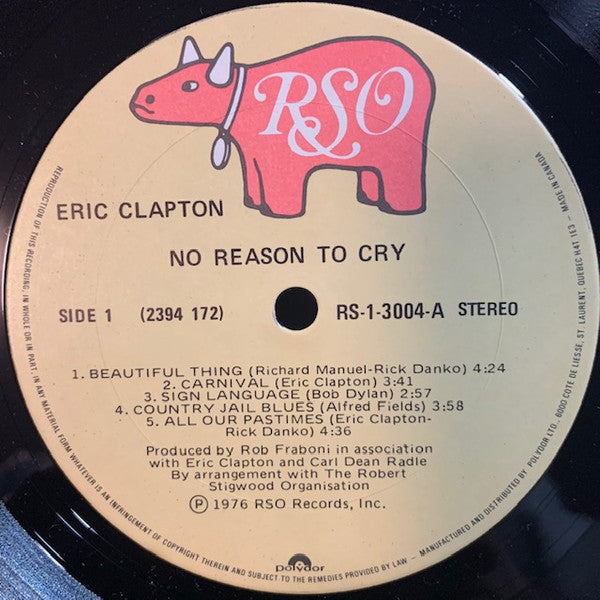 RSO
ERIC CLAPTON
NO REASON TO CRY
SIDE 1 (2394 172) RS-1-3004-A STEREO
1. BEAUTIFUL THING (Richard Manuel-Rick Danko) 4:24
2. CARNIVAL (Eric Clapton) 3:41
3. SIGN LANGUAGE (Bob Dylan) 2:57
4. COUNTRY JAIL BLUES (Alfred Fields) 3:58
5. ALL OUR PASTIMES (Eric Clapton-
Rick Danko) 4:36
Produced by Rob Fraboni in association
with Eric Clapton and Carl Dean Radle
By arrangement with The Robert
Stigwood Organisation
Ⓟ 1976 RSO Records, Inc.
polydor
REPRODUCTION OF THIS RECORDING, IN WHOLE OR IN PART, IN ANY MATERIAL FORM WHATEVER IS AN INFRINGEMENT OF COPYRIGHT THEREIN AND SUBJECT TO THE REMEDIES PROVIDED BY LAW – MANUFACTURED AND DISTRIBUTED BY POLYDOR LTD., 6000 COTE DE LIESSE, ST. LAURENT, QUEBEC H4T 1E3 – MADE IN CANADA